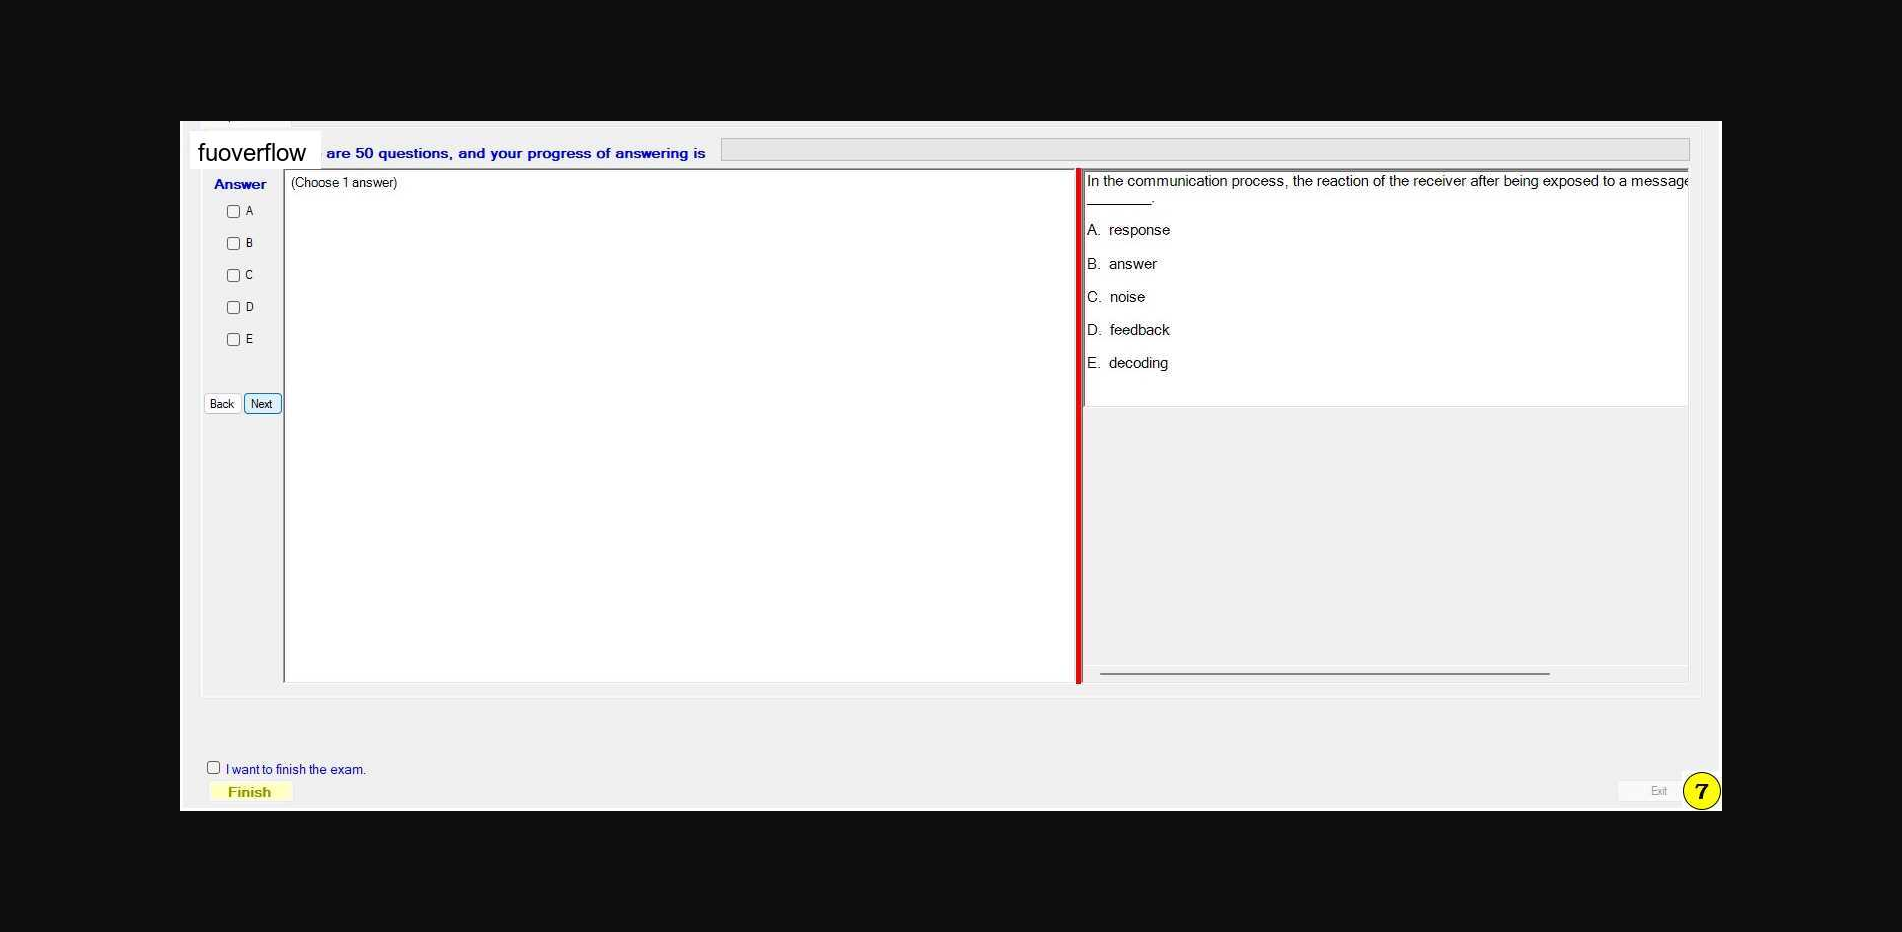 fuoverflow are 50 questions, and your progress of answering is
Answer
A
B
C
D
E
Back Next
(Choose 1 answer)
In the communication process, the reaction of the receiver after being exposed to a message
________.
A. response
B. answer
C. noise
D. feedback
E. decoding
I want to finish the exam.
Finish
Exit
7